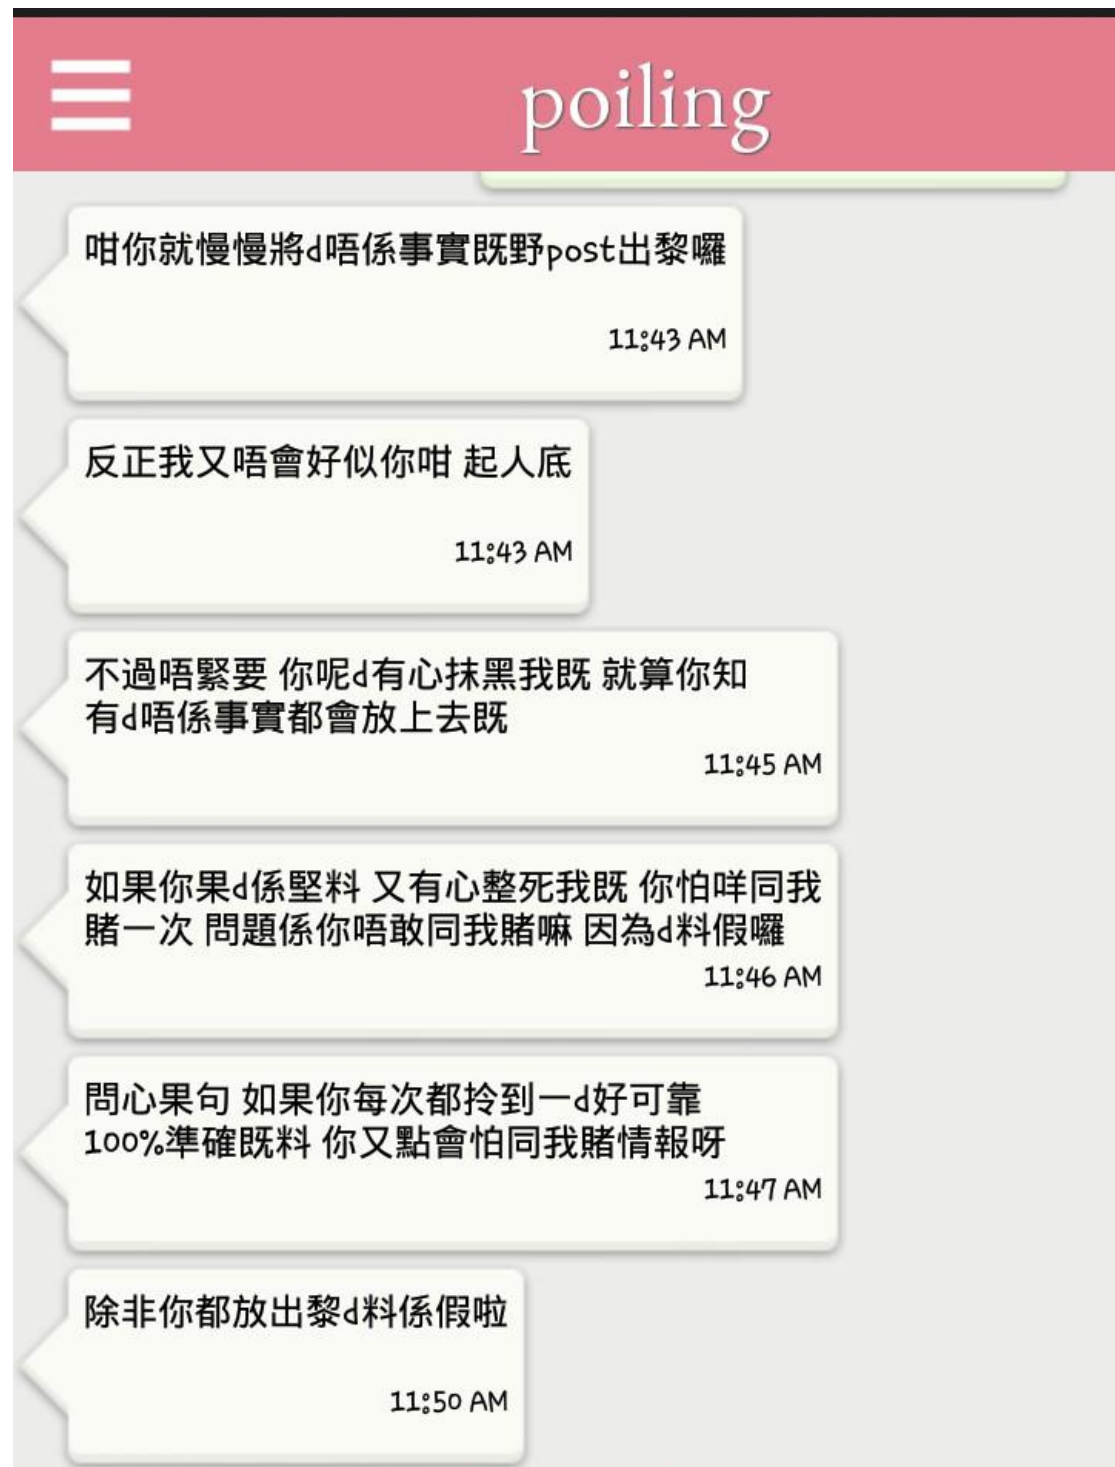 poiling
咁你就慢慢將d唔係事實既野post出黎囉
11:43 AM
反正我又唔會好似你咁 起人底
11:43 AM
不過唔緊要 你呢d有心抹黑我既 就算你知
有d唔係事實都會放上去既
11:45 AM
如果你果d係堅料 又有心整死我既 你怕咩同我
賭一次 問題係你唔敢同我賭嘛 因為d料假囉
11:46 AM
問心果句 如果你每次都拎到一d好可靠
100%準確既料 你又點會怕同我賭情報呀
11:47 AM
除非你都放出黎d料係假啦
11:50 AM